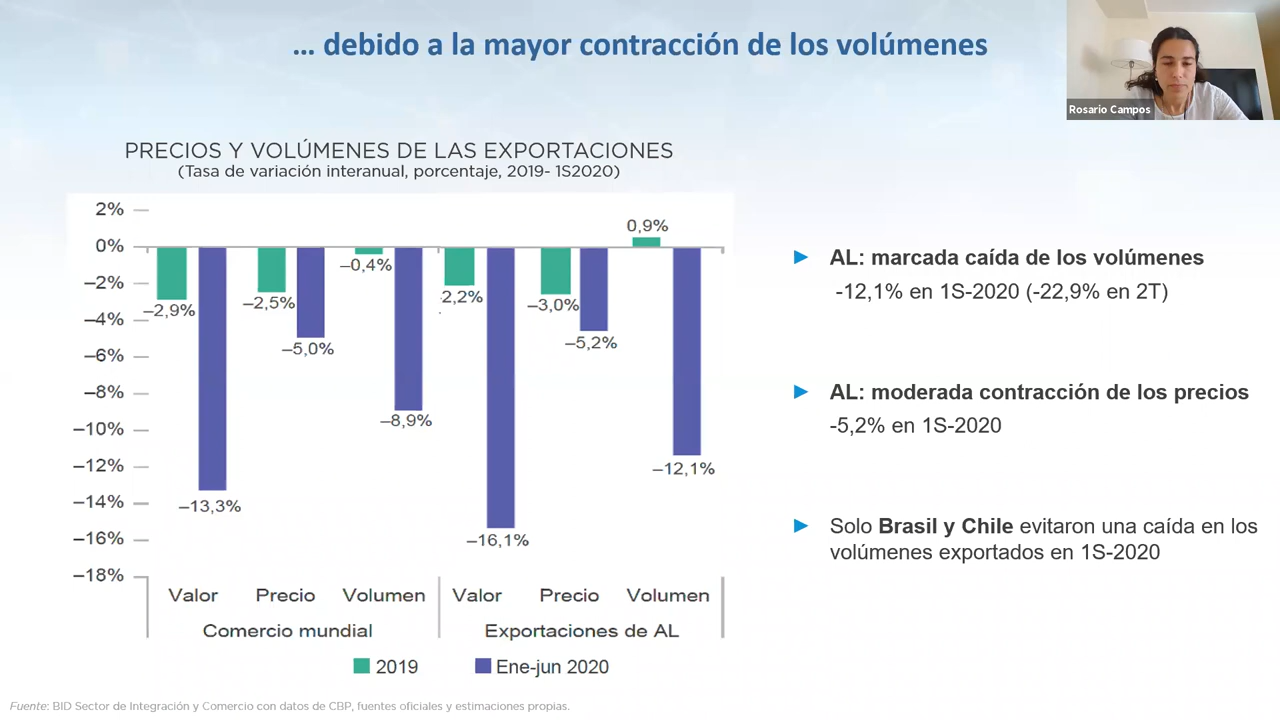 … debido a la mayor contracción de los volúmenes
Rosario Campos
PRECIOS Y VOLÚMENES DE LAS EXPORTACIONES
(Tasa de variación interanual, porcentaje, 2019- 1S2020)
2%
0%
–2%
–4%
–6%
–8%
–10%
–12%
–14%
–16%
–18%
–2,9%
–13,3%
–2,5%
–5,0%
–0,4%
–8,9%
2,2%
–16,1%
–3,0%
–5,2%
0,9%
–12,1%
Valor Precio Volumen Valor Precio Volumen
Comercio mundial Exportaciones de AL
2019 Ene-jun 2020
AL: marcada caída de los volúmenes
-12,1% en 1S-2020 (-22,9% en 2T)
AL: moderada contracción de los precios
-5,2% en 1S-2020
Solo Brasil y Chile evitaron una caída en los
volúmenes exportados en 1S-2020
Fuente: BID Sector de Integración y Comercio con datos de CBP, fuentes oficiales y estimaciones propias.